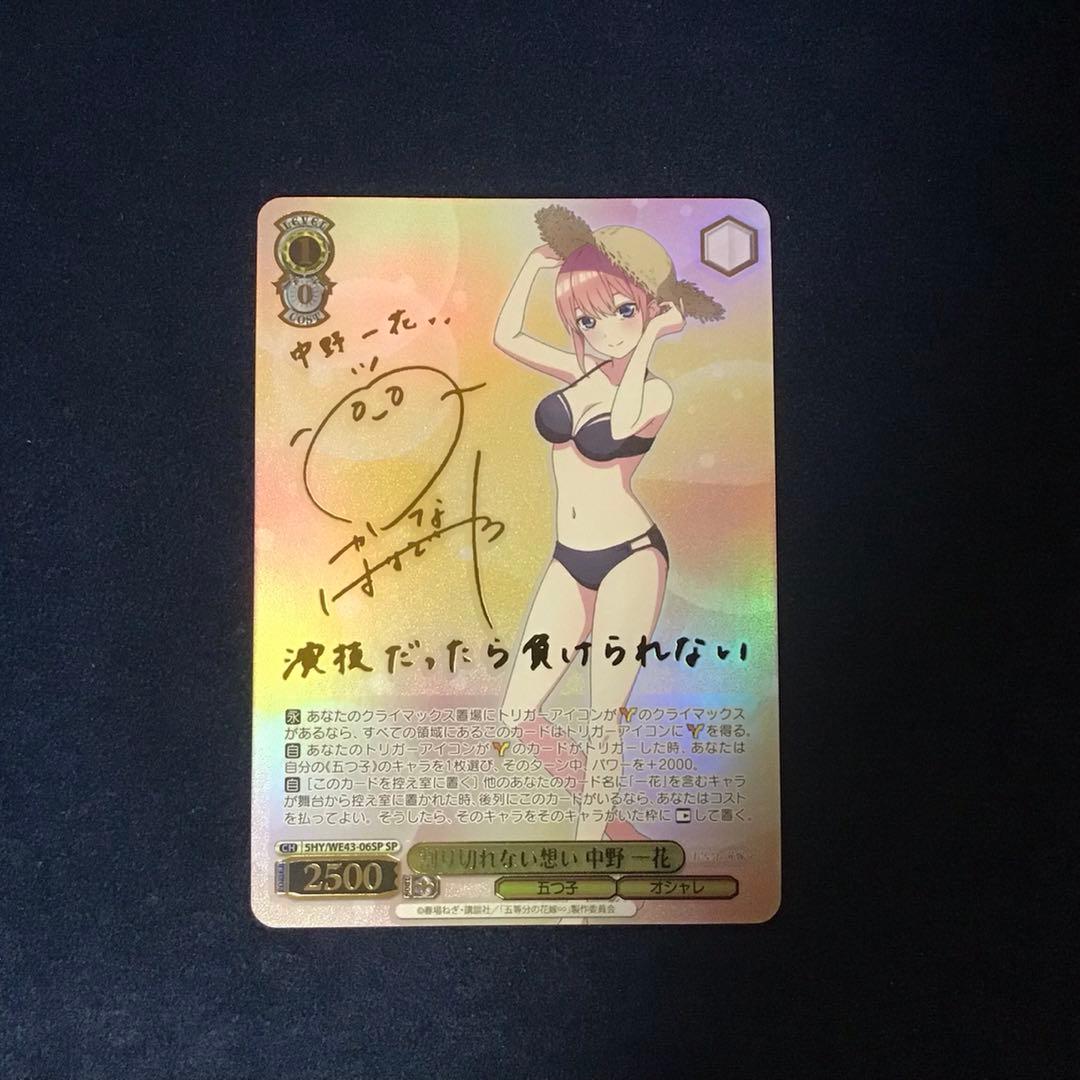 LEVEL
1
0
COST
中野 一花
演技だったら負けられない
永 あなたのクライマックス置場にトリガーアイコンがのクライマックス
があるなら、すべての領域にあるこのカードはトリガーアイコンにを得る。
自 あなたのトリガーアイコンがのカードがトリガーした時、あなたは
自分の《五つ子》のキャラを1枚選び、そのターン中、パワーを+2000。
自 [このカードを控え室に置く] 他のあなたのカード名に「一花」を含むキャラ
が舞台から控え室に置かれた時、後列にこのカードがいるなら、あなたはコスト
を払ってよい。そうしたら、そのキャラをそのキャラがいた枠にして置く。
CH 5HY/WE43-06SP SP
割り切れない想い 中野 一花
POWER 2500 SOUL
五つ子 オシャレ
©春場ねぎ・講談社/「五等分の花嫁∽」製作委員会